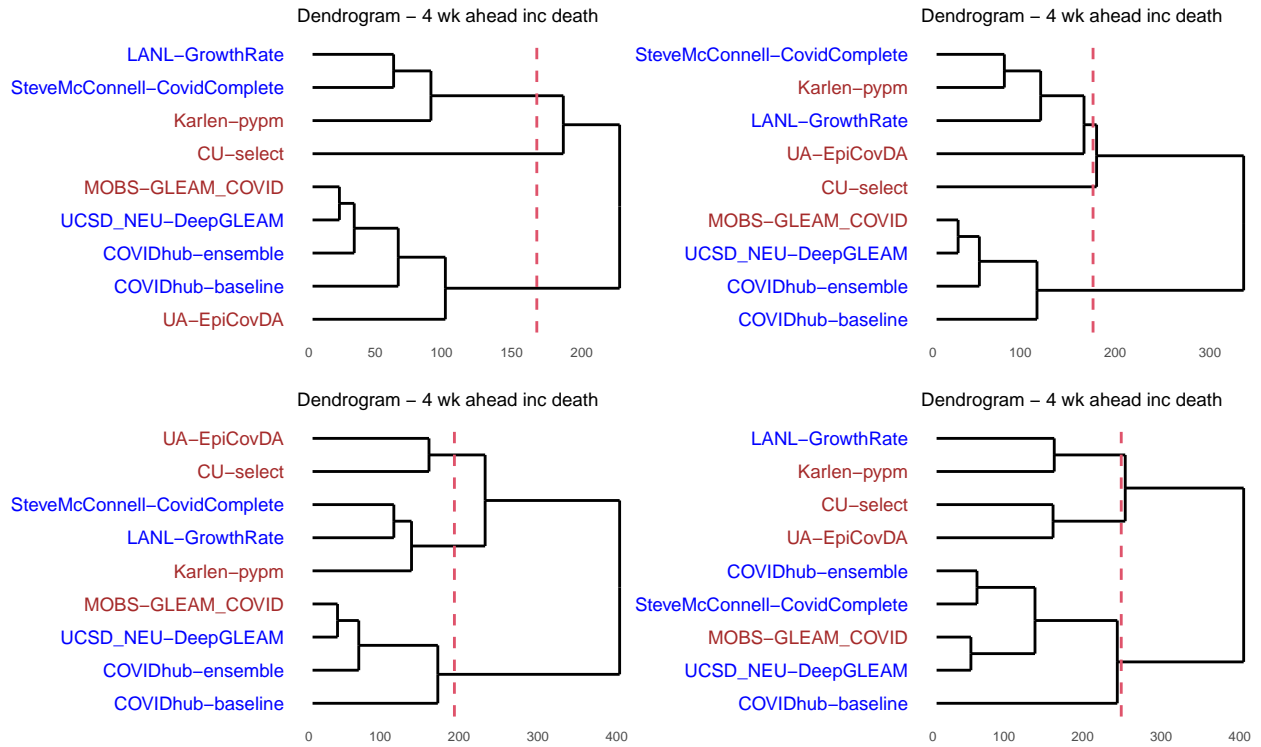 Dendrogram − 4 wk ahead inc death
LANL−GrowthRate
SteveMcConnell−CovidComplete
Karlen−pypm
CU−select
MOBS−GLEAM_COVID
UCSD_NEU−DeepGLEAM
COVIDhub−ensemble
COVIDhub−baseline
UA−EpiCovDA
0 50 100 150 200
Dendrogram − 4 wk ahead inc death
SteveMcConnell−CovidComplete
Karlen−pypm
LANL−GrowthRate
UA−EpiCovDA
CU−select
MOBS−GLEAM_COVID
UCSD_NEU−DeepGLEAM
COVIDhub−ensemble
COVIDhub−baseline
0 100 200 300
Dendrogram − 4 wk ahead inc death
UA−EpiCovDA
CU−select
SteveMcConnell−CovidComplete
LANL−GrowthRate
Karlen−pypm
MOBS−GLEAM_COVID
UCSD_NEU−DeepGLEAM
COVIDhub−ensemble
COVIDhub−baseline
0 100 200 300 400
Dendrogram − 4 wk ahead inc death
LANL−GrowthRate
Karlen−pypm
CU−select
UA−EpiCovDA
COVIDhub−ensemble
SteveMcConnell−CovidComplete
MOBS−GLEAM_COVID
UCSD_NEU−DeepGLEAM
COVIDhub−baseline
0 100 200 300 400